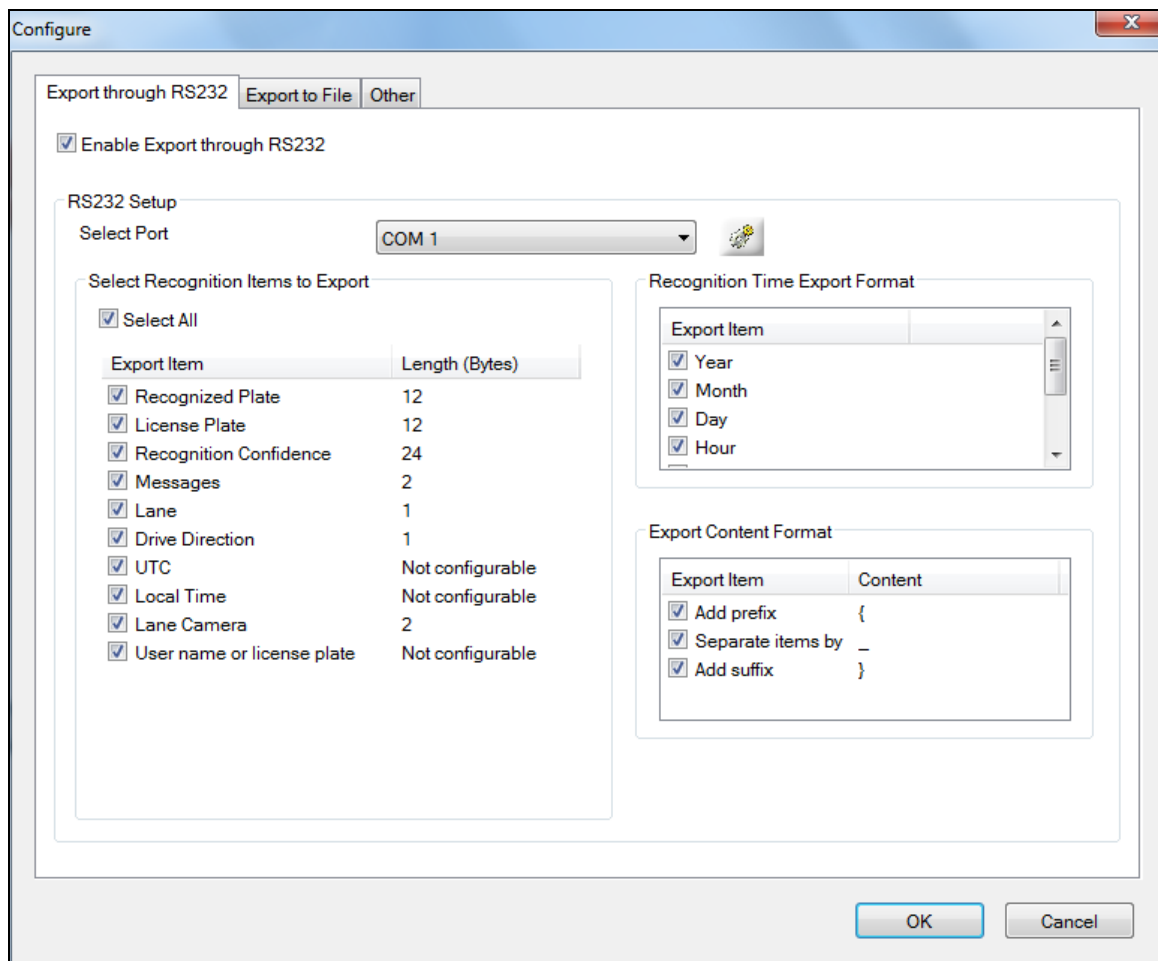 Configure
Export through RS232 Export to File Other
Enable Export through RS232
RS232 Setup
Select Port COM 1
Select Recognition Items to Export
Select All
Export Item Length (Bytes)
Recognized Plate 12
License Plate 12
Recognition Confidence 24
Messages 2
Lane 1
Drive Direction 1
UTC Not configurable
Local Time Not configurable
Lane Camera 2
User name or license plate Not configurable
Recognition Time Export Format
Export Item
Year
Month
Day
Hour
Export Content Format
Export Item Content
Add prefix {
Separate items by _
Add suffix }
OK Cancel